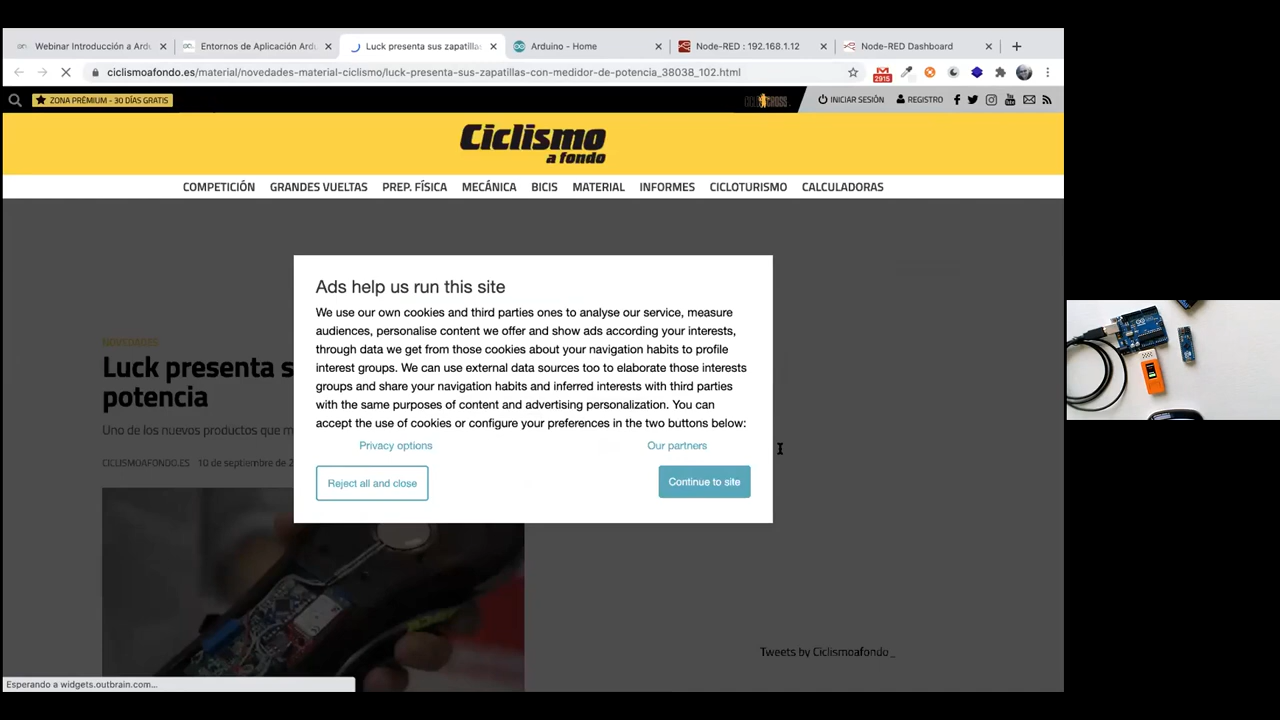 Webinar Introducción a Ardu
Entornos de Aplicación Ardui
Luck presenta sus zapatillas
Arduino - Home
Node-RED : 192.168.1.12
Node-RED Dashboard
ciclismoafondo.es/material/novedades-material-ciclismo/luck-presenta-sus-zapatillas-con-medidor-de-potencia_38038_102.html
2915
ZONA PRÉMIUM - 30 DÍAS GRATIS
INICIAR SESIÓN
REGISTRO
Ciclismo
a fondo
COMPETICIÓN GRANDES VUELTAS PREP. FÍSICA MECÁNICA BICIS MATERIAL INFORMES CICLOTURISMO CALCULADORAS
Ads help us run this site
We use our own cookies and third parties ones to analyse our service, measure
audiences, personalise content we offer and show ads according your interests,
through data we get from those cookies about your navigation habits to profile
interest groups. We can use external data sources too to elaborate those interests
groups and share your navigation habits and inferred interests with third parties
with the same purposes of content and advertising personalization. You can
accept the use of cookies or configure your preferences in the two buttons below:
Privacy options
Our partners
Reject all and close
Continue to site
NOVEDADES
Luck presenta s
potencia
Uno de los nuevos productos que m
CICLISMOAFONDO.ES 10 de septiembre de 2
Tweets by Ciclismoafondo_
Esperando a widgets.outbrain.com...